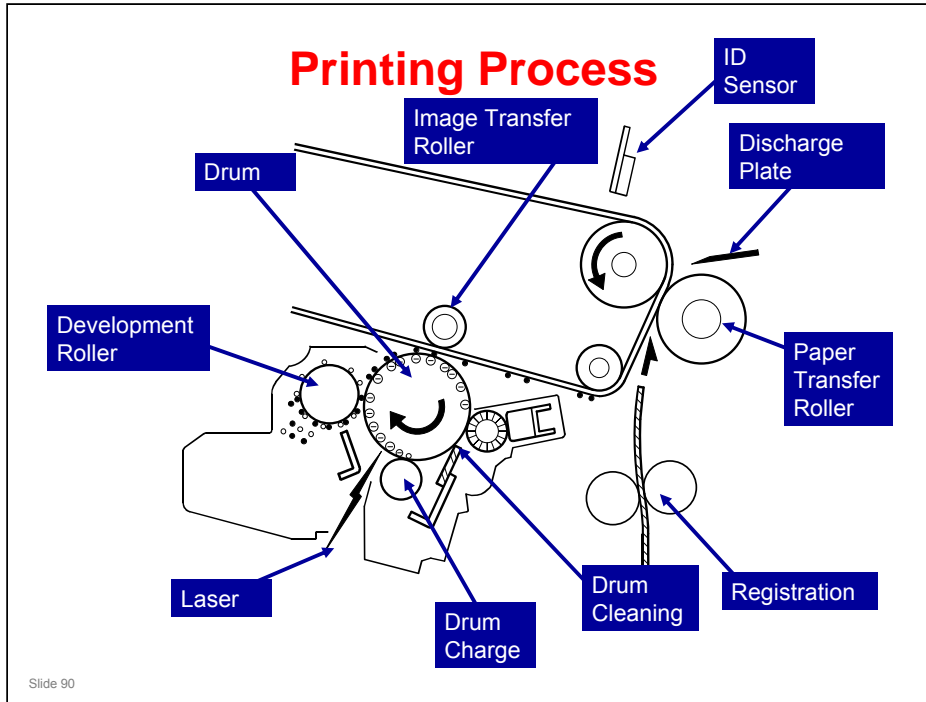 Printing Process
ID
Sensor
Image Transfer
Roller
Discharge
Plate
Drum
Development
Roller
Paper
Transfer
Roller
Laser
Drum
Charge
Drum
Cleaning
Registration
Slide 90